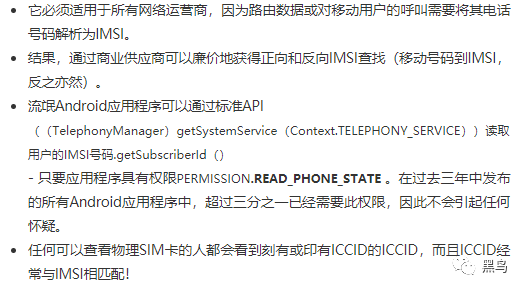 • 它必须适用于所有网络运营商，因为路由数据或对移动用户的呼叫需要将其电话
号码解析为IMSI。
• 结果，通过商业供应商可以廉价地获得正向和反向IMSI查找（移动号码到IMSI，
反之亦然）。
• 流氓Android应用程序可以通过标准API
（（TelephonyManager）getSystemService（Context.TELEPHONY_SERVICE））读取
用户的IMSI号码.getSubscriberId（）
- 只要应用程序具有权限PERMISSION.READ_PHONE_STATE 。在过去三年中发布
的所有Android应用程序中，超过三分之一已经需要此权限，因此不会引起任何
怀疑。
• 任何可以查看物理SIM卡的人都会看到刻有或印有ICCID的ICCID，而且ICCID经
常与IMSI相匹配！
黑鸟